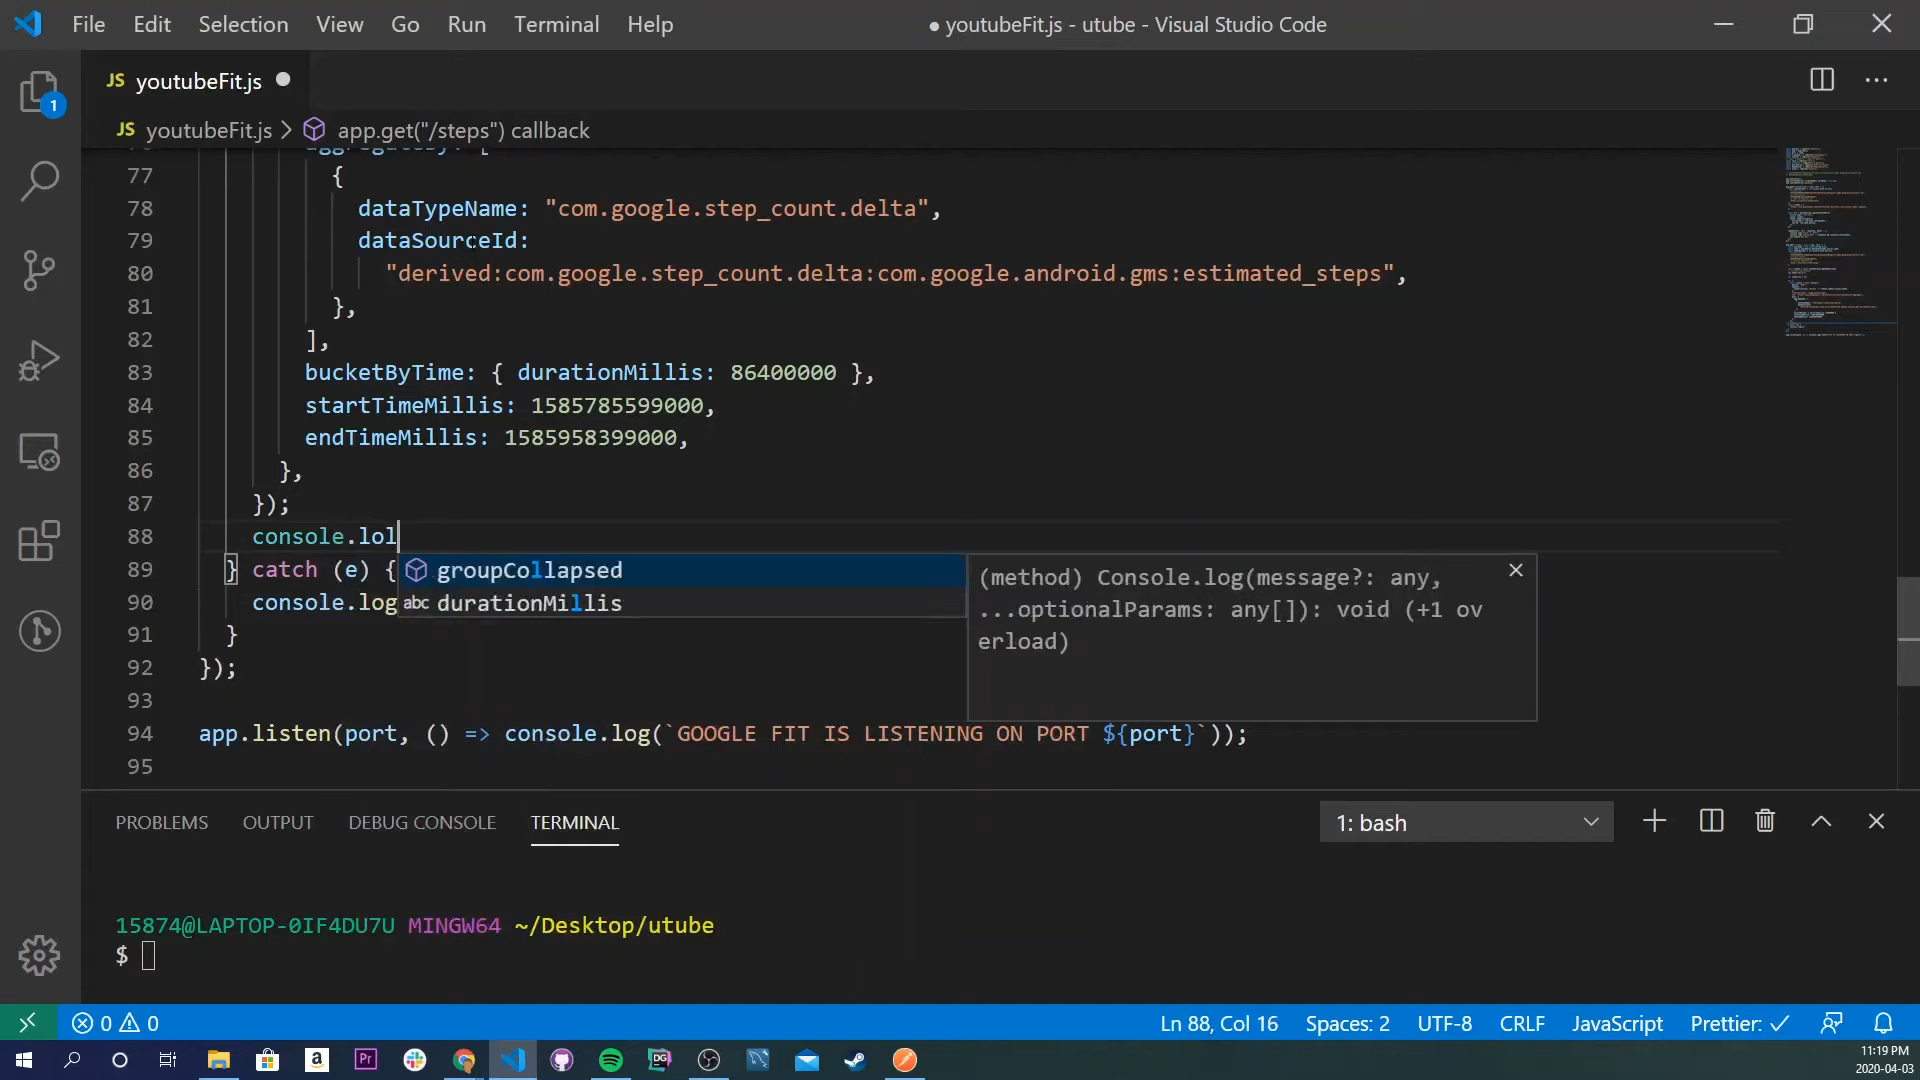 File Edit Selection View Go Run Terminal Help
● youtubeFit.js - utube - Visual Studio Code
1
JS youtubeFit.js ●
JS youtubeFit.js > app.get("/steps") callback
77 {
78 dataTypeName: "com.google.step_count.delta",
79 dataSourceId:
80 "derived:com.google.step_count.delta:com.google.android.gms:estimated_steps",
81 },
82 ],
83 bucketByTime: { durationMillis: 86400000 },
84 startTimeMillis: 1585785599000,
85 endTimeMillis: 1585958399000,
86 },
87 });
88 console.lol
89 } catch (e) {
90 console.log
91 }
92 });
93
94 app.listen(port, () => console.log(`GOOGLE FIT IS LISTENING ON PORT ${port}`));
95
groupCollapsed
abc durationMillis
(method) Console.log(message?: any,
...optionalParams: any[]): void (+1 ov
erload)
PROBLEMS OUTPUT DEBUG CONSOLE TERMINAL
1: bash
15874@LAPTOP-0IF4DU7U MINGW64 ~/Desktop/utube
$
0 0
Ln 88, Col 16 Spaces: 2 UTF-8 CRLF JavaScript Prettier: ✓
a Pr DG
11:19 PM
2020-04-03